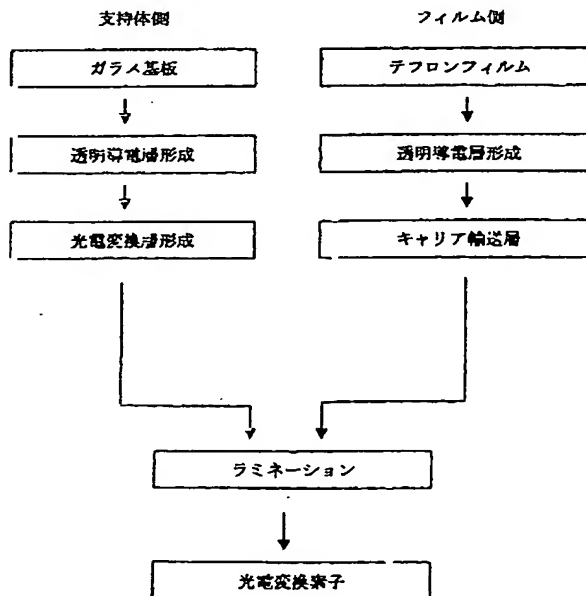 支持体側
フィルム側
ガラス基板
テフロンフィルム
透明導電層形成
透明導電層形成
光電変換層形成
キャリア輸送層
ラミネーション
光電変換素子